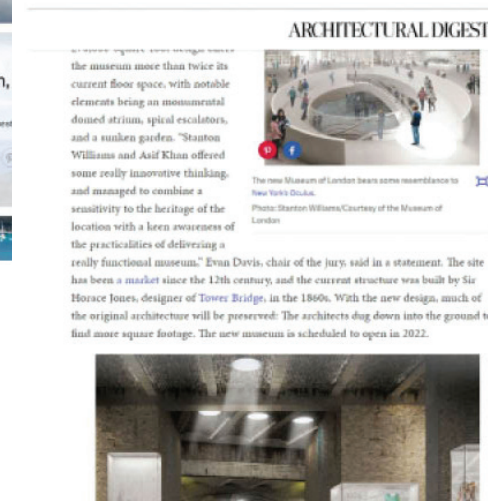 ARCHITECTURAL DIGEST
the museum more than twice its
current floor space, with notable
elements being an monumental
domed atrium, spiral escalators,
and a sunken garden. "Stanton
Williams and Asif Khan offered
some really innovative thinking,
and managed to combine a
sensitivity to the heritage of the
location with a keen awareness of
the practicalities of delivering a
The new Museum of London bears some resemblance to
New York's Oculus.
Photo: Stanton Williams/Courtesy of the Museum of
London
really functional museum," Evan Davis, chair of the jury, said in a statement. The site
has been a market since the 12th century, and the current structure was built by Sir
Horace Jones, designer of Tower Bridge, in the 1860s. With the new design, much of
the original architecture will be preserved: The architects dug down into the ground to
find more square footage. The new museum is scheduled to open in 2022.